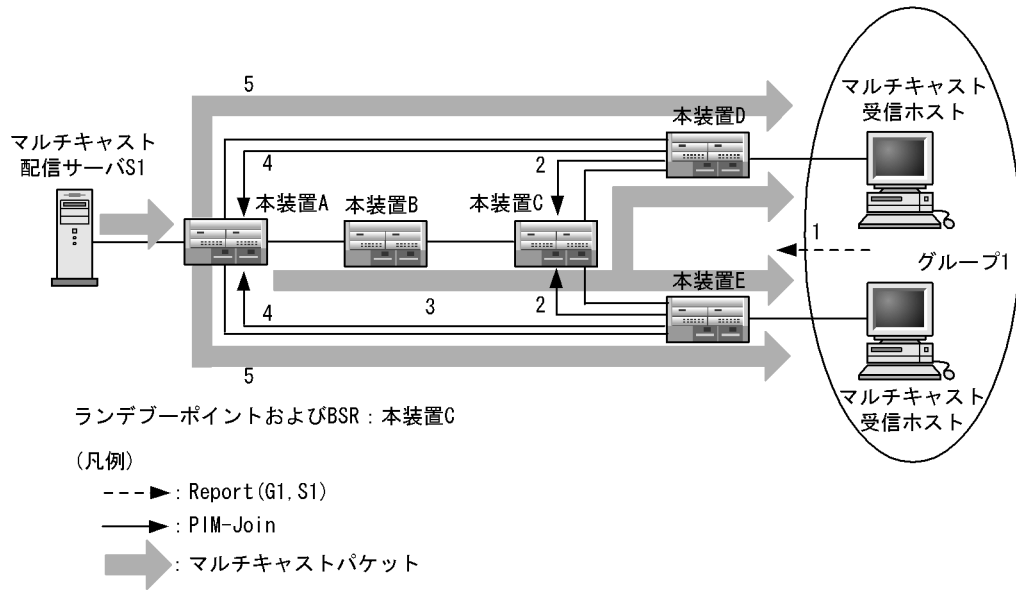 5
マルチキャスト
受信ホスト
本装置D
マルチキャスト
配信サーバS1
4
2
本装置A
本装置B
本装置C
1
グループ1
本装置E
4
3
2
5
マルチキャスト
受信ホスト
ランデブーポイントおよびBSR：本装置C
(凡例)
：Report(G1,S1)
：PIM-Join
：マルチキャストパケット